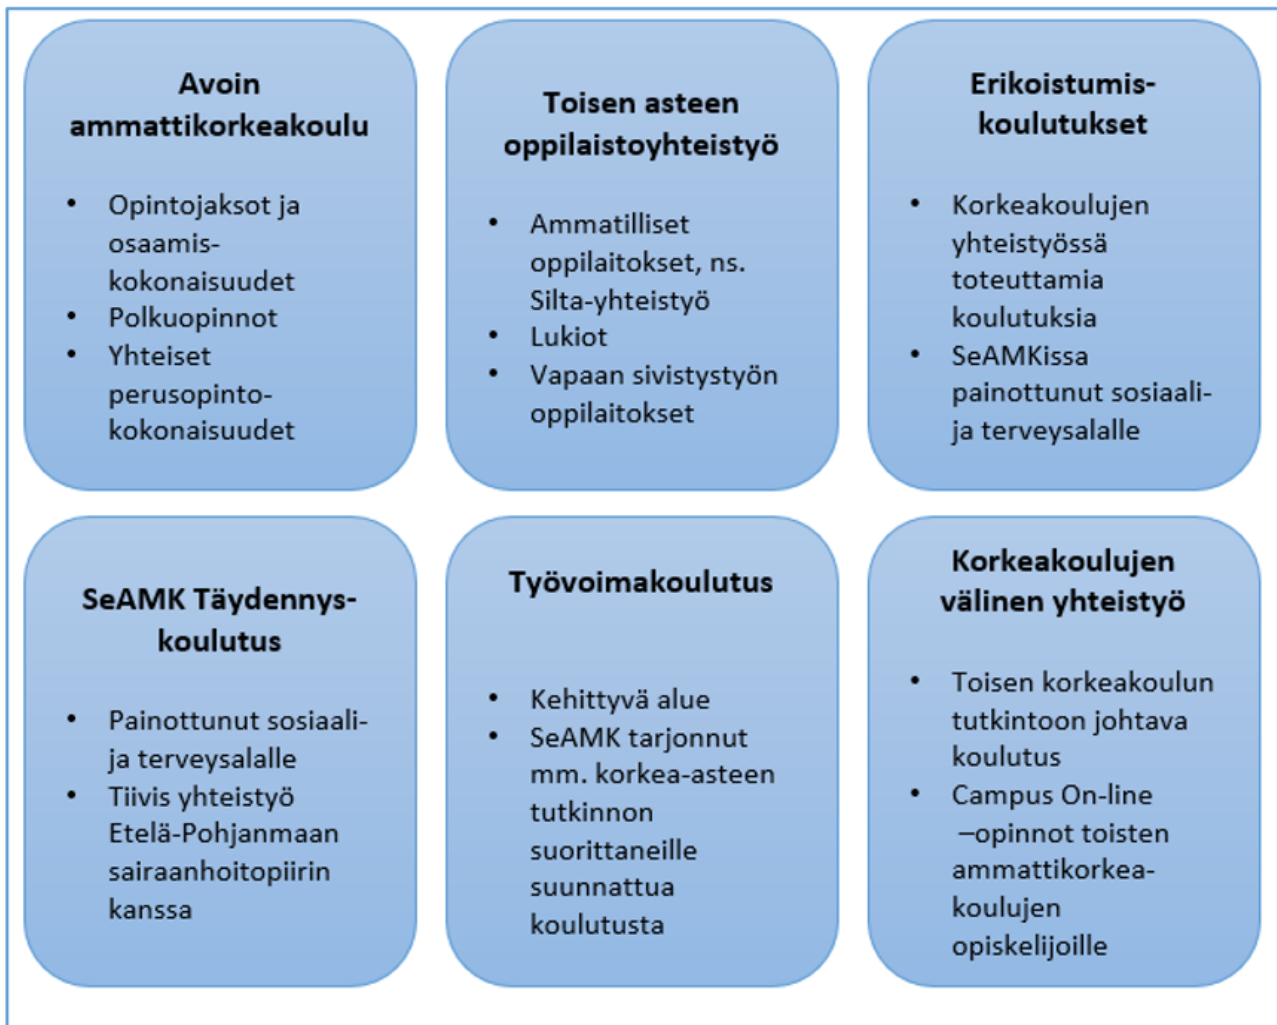 Avoin
ammattikorkeakoulu
• Opintojaksot ja
osaamis-
kokonaisuudet
• Polkuopinnot
• Yhteiset
perusopinto-
kokonaisuudet
Toisen asteen
oppilaistoyhteistyö
• Ammatilliset
oppilaitokset, ns.
Silta-yhteistyö
• Lukiot
• Vapaan sivistystyön
oppilaitokset
Erikoistumis-
koulutukset
• Korkeakoulujen
yhteistyössä
toteuttamia
koulutuksia
• SeAMKissa
painottunut sosiaali-
ja terveysalalle
SeAMK Täydennys-
koulutus
• Painottunut sosiaali-
ja terveysalalle
• Tiivis yhteistyö
Etelä-Pohjanmaan
sairaanhoitopiirin
kanssa
Työvoimakoulutus
• Kehittyvä alue
• SeAMK tarjonnut
mm. korkea-asteen
tutkinnon
suorittaneille
suunnattua
koulutusta
Korkeakoulujen
välinen yhteistyö
• Toisen korkeakoulun
tutkintoon johtava
koulutus
• Campus On-line
–opinnot toisten
ammattikorkea-
koulujen
opiskelijoille